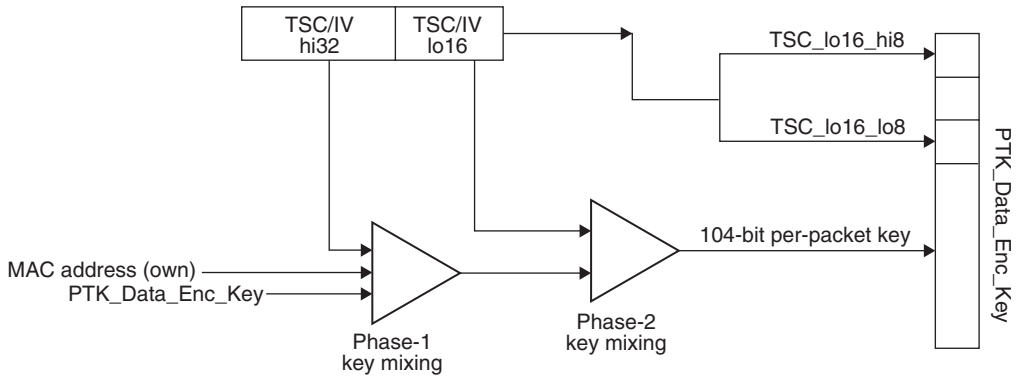 TSC/IV
hi32
TSC/IV
lo16
TSC_lo16_hi8
TSC_lo16_lo8
PTK_Data_Enc_Key
104-bit per-packet key
MAC address (own)
PTK_Data_Enc_Key
Phase-1
key mixing
Phase-2
key mixing